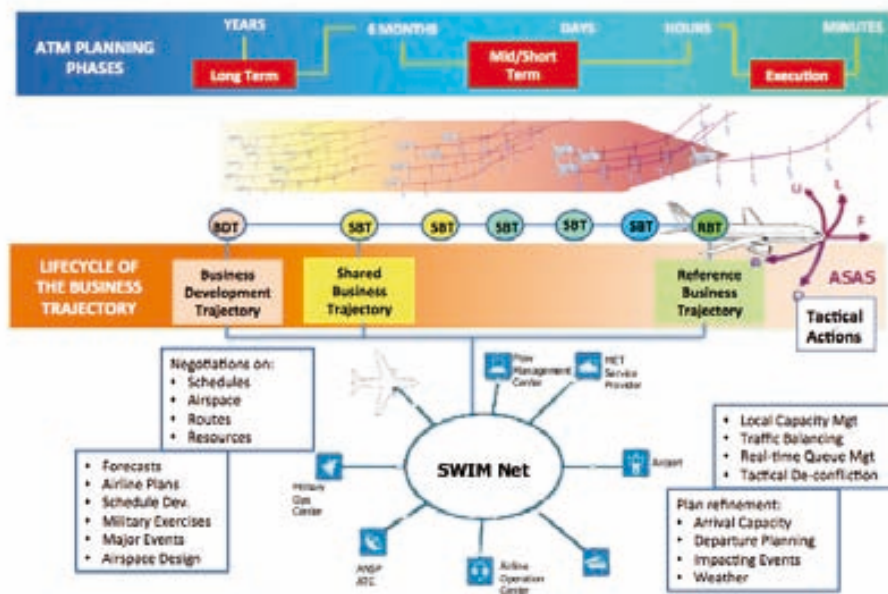 ATM PLANNING
PHASES
YEARS
6 MONTHS
DAYS
HOURS
MINUTES
Long Term
Mid/Short
Term
Execution
BDT
SBT
SBT
SBT
SBT
SBT
RBT
F
LIFECYCLE OF
THE BUSINESS
TRAJECTORY
Business
Development
Trajectory
Shared
Business
Trajectory
Reference
Business
Trajectory
ASAS
Tactical
Actions
Negotiations on:
• Schedules
• Airspace
• Routes
• Resources
• Forecasts
• Airline Plans
• Schedule Dev.
• Military Exercises
• Major Events
• Airspace Design
Flow
Management
Center
MET
Service
Provider
SWIM Net
Airport
Military
Center
ANSP
ATC
Airline
Operation
Center
• Local Capacity Mgt
• Traffic Balancing
• Real-time Queue Mgt
• Tactical De-confliction
Plan refinement:
• Arrival Capacity
• Departure Planning
• Impacting Events
• Weather